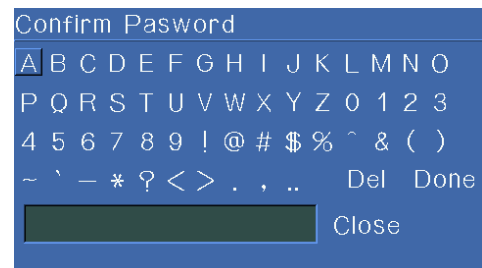 Confirm Pasword
A B C D E F G H I J K L M N O
P Q R S T U V W X Y Z 0 1 2 3
4 5 6 7 8 9 ! @ # $ % ^ & ( )
~ ` – * ? < > . , .. Del Done
Close